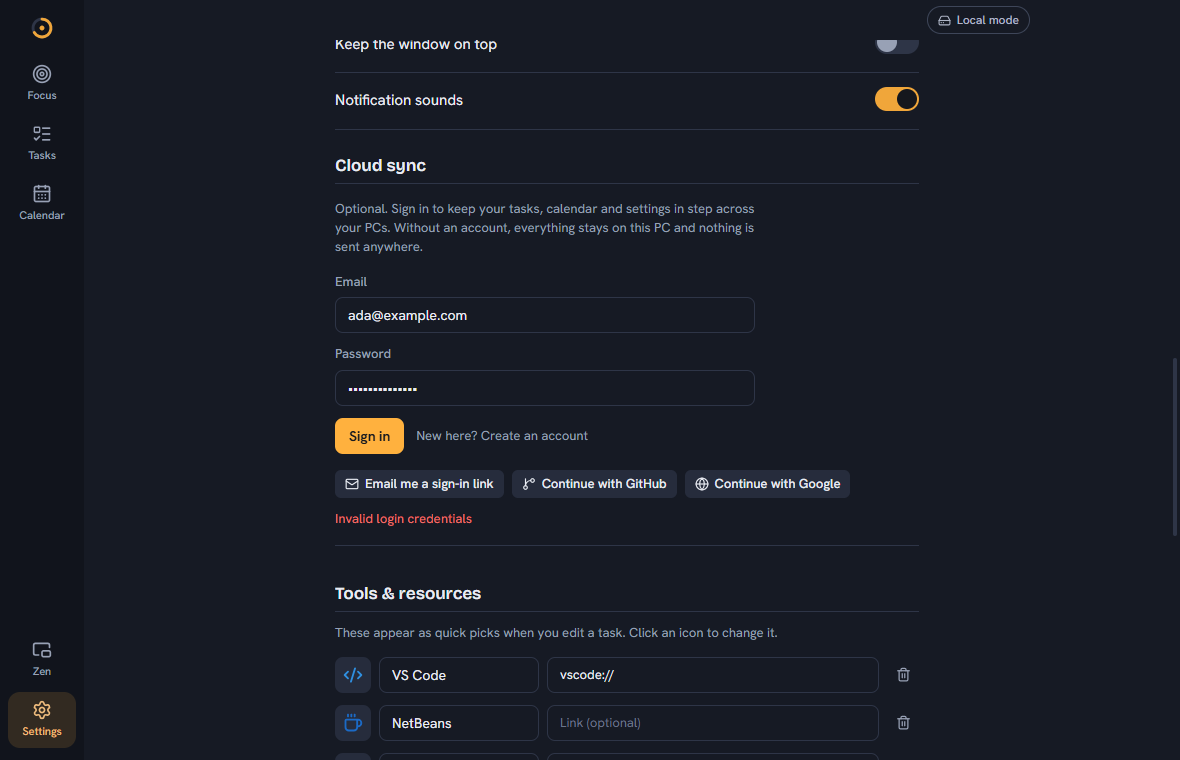 Local mode
Keep the window on top
Focus
Notification sounds
Tasks
Cloud sync
Calendar
Optional. Sign in to keep your tasks, calendar and settings in step across
your PCs. Without an account, everything stays on this PC and nothing is
sent anywhere.
Email
ada@example.com
Password
••••••••••••••
Sign in
New here? Create an account
Email me a sign-in link
Continue with GitHub
Continue with Google
Invalid login credentials
Tools & resources
These appear as quick picks when you edit a task. Click an icon to change it.
VS Code
vscode://
Zen
NetBeans
Link (optional)
Settings